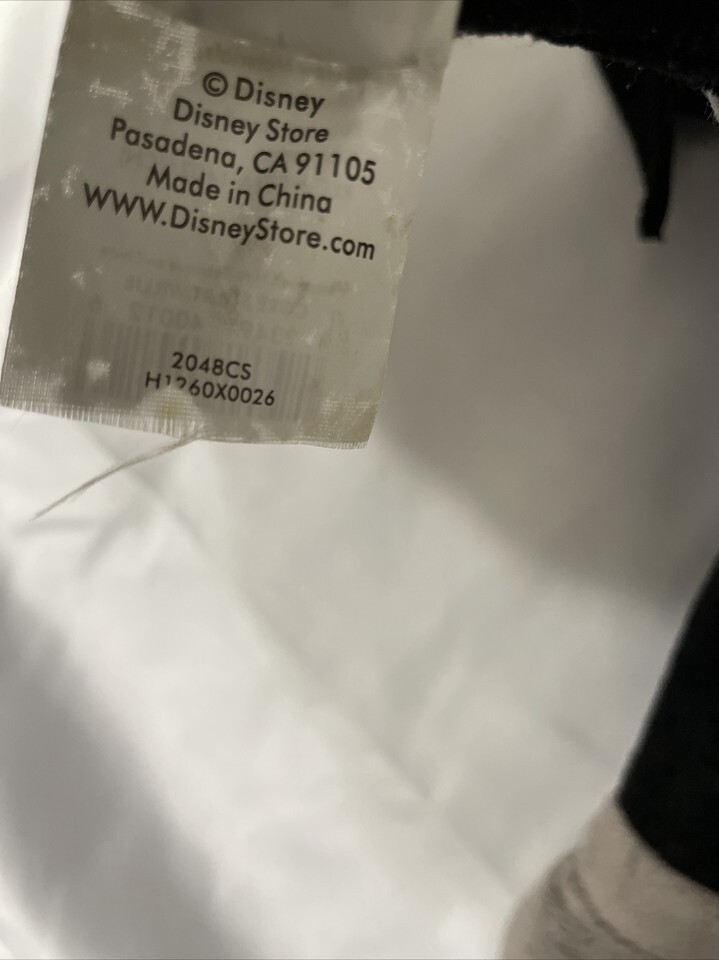 © Disney
Disney Store
Pasadena, CA 91105
Made in China
WWW.DisneyStore.com
2048CS
H1260X0026